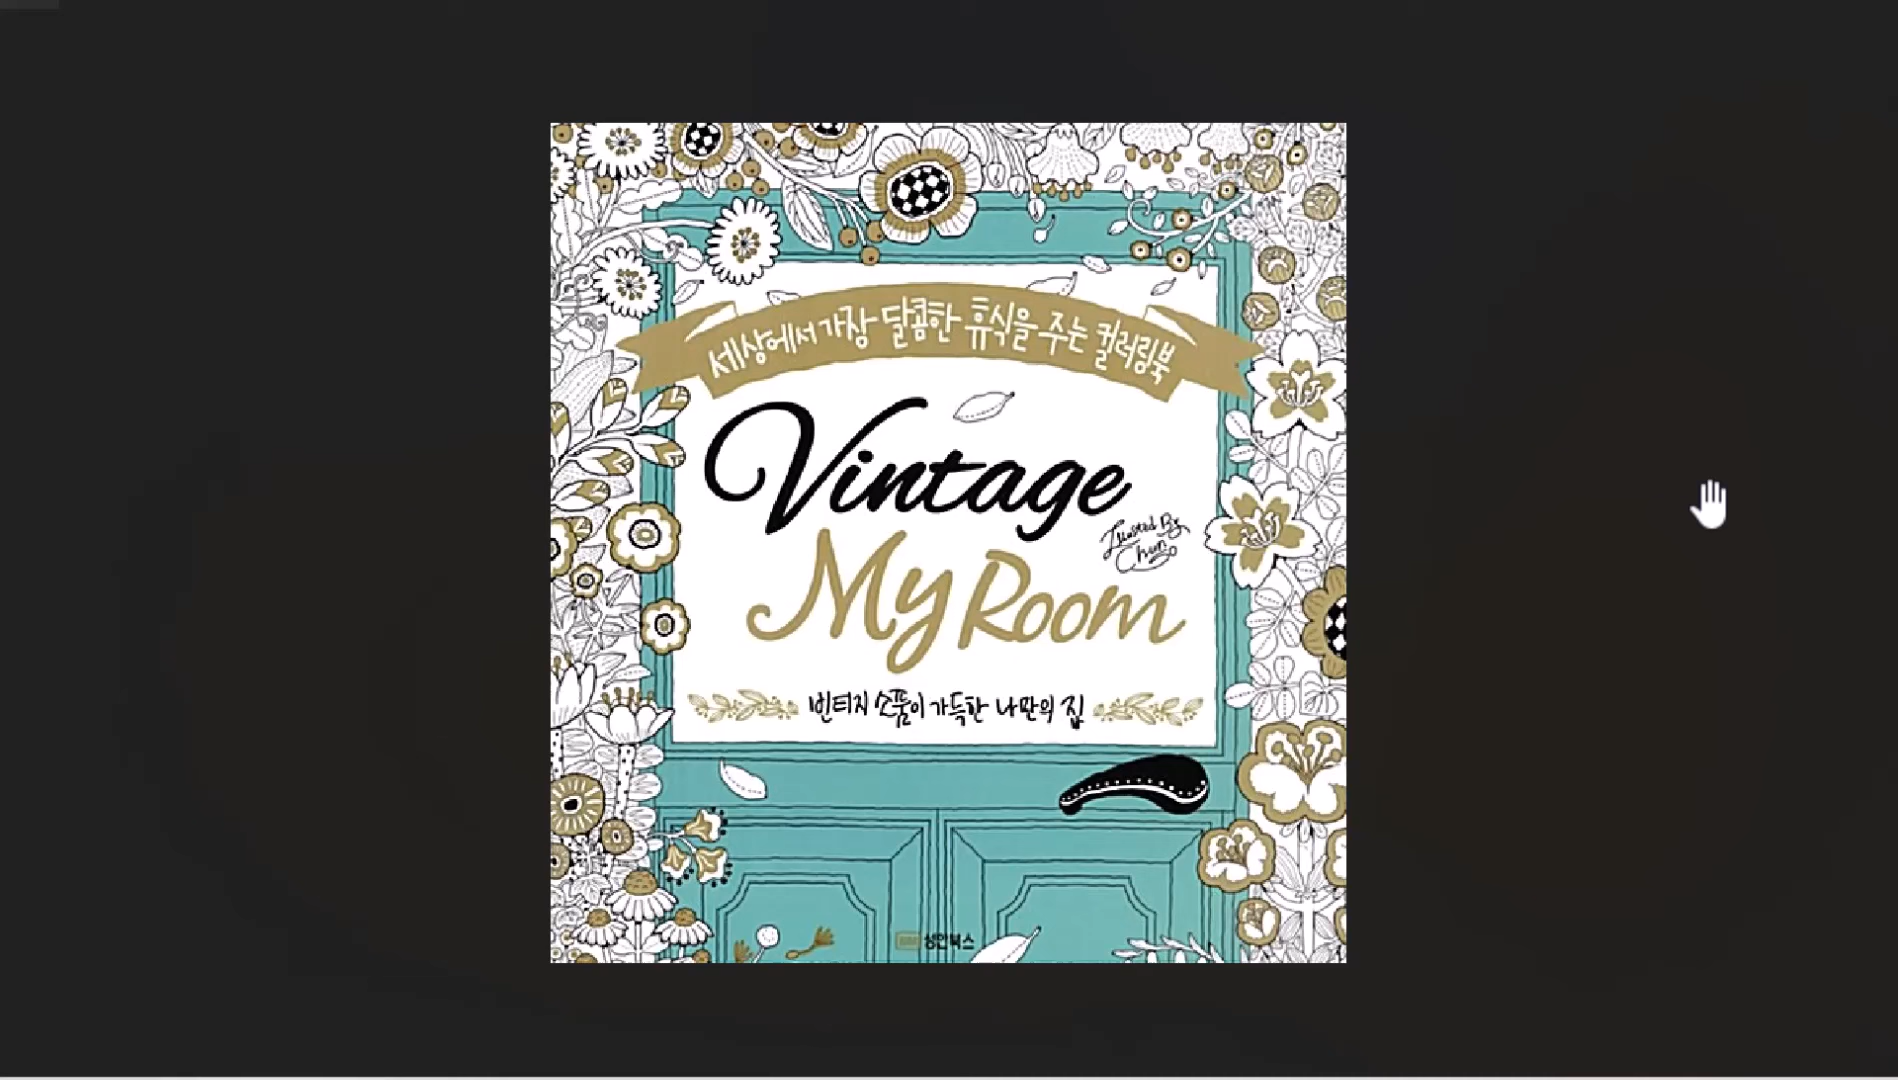 세상에서 가장 달콤한 휴식을 주는 컬러링북
Vintage
My Room
빈티지 소품이 가득한 나만의 집
성안북스